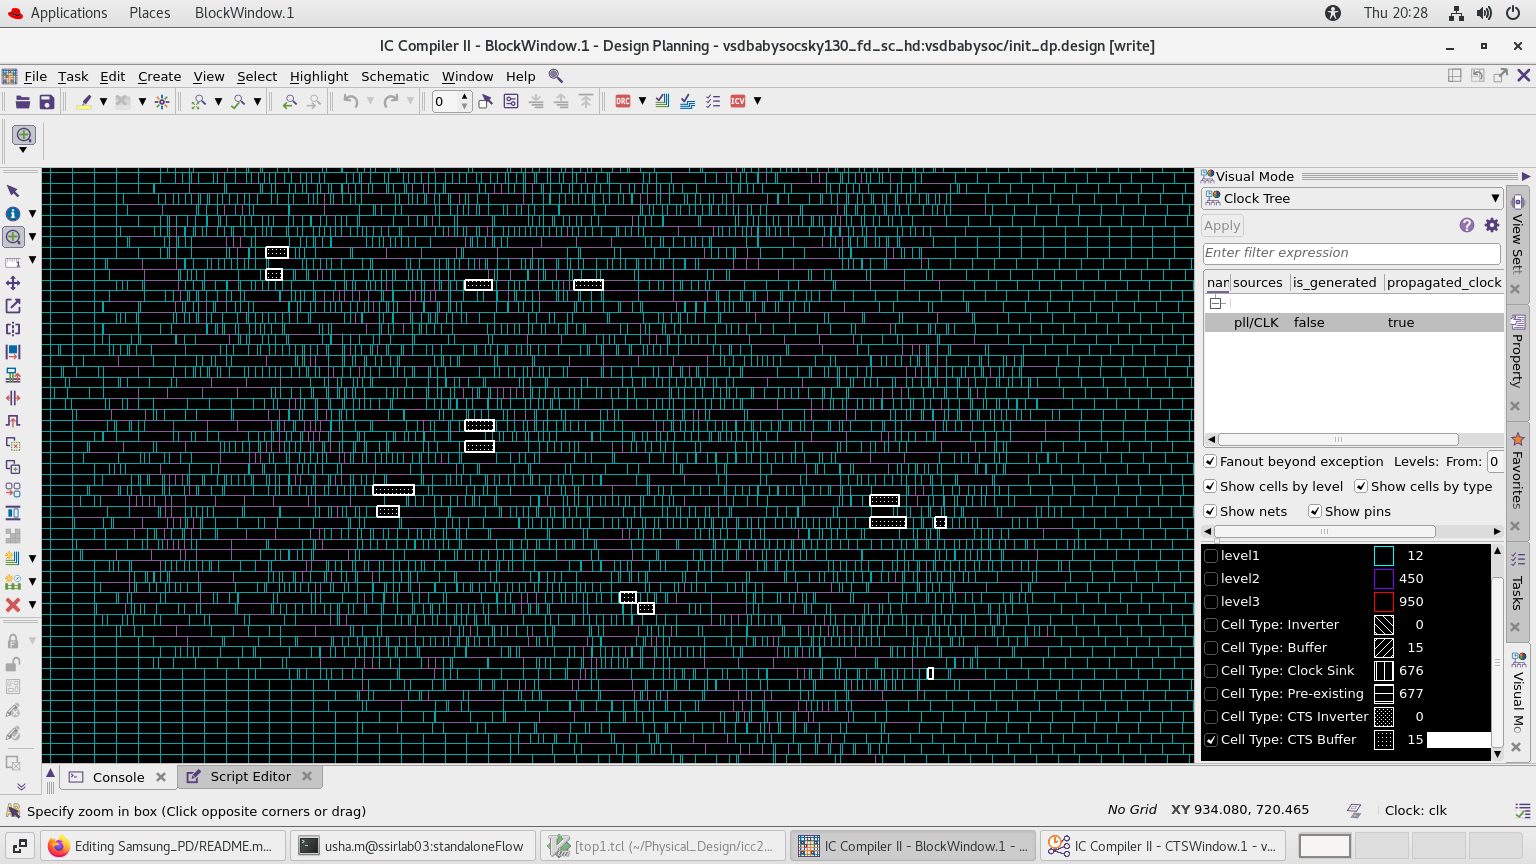 Applications Places BlockWindow.1 Thu 20:28
IC Compiler II - BlockWindow.1 - Design Planning - vsdbabysocsky130_fd_sc_hd:vsdbabysoc/init_dp.design [write]
File Task Edit Create View Select Highlight Schematic Window Help
0 DRC ICV
Visual Mode
Clock Tree
Apply
Enter filter expression
nar sources is_generated propagated_clock
pll/CLK false true
Fanout beyond exception Levels: From: 0
Show cells by level Show cells by type
Show nets Show pins
level1 12
level2 450
level3 950
Cell Type: Inverter 0
Cell Type: Buffer 15
Cell Type: Clock Sink 676
Cell Type: Pre-existing 677
Cell Type: CTS Inverter 0
Cell Type: CTS Buffer 15
View Sett
Property
Favorites
Tasks
Visual Mo
Console Script Editor
Specify zoom in box (Click opposite corners or drag) No Grid XY 934.080, 720.465 Clock: clk
Editing Samsung_PD/README.m... usha.m@ssirlab03:standaloneFlow [top1.tcl (~/Physical_Design/icc2... IC Compiler II - BlockWindow.1 - ... IC Compiler II - CTSWindow.1 - v...